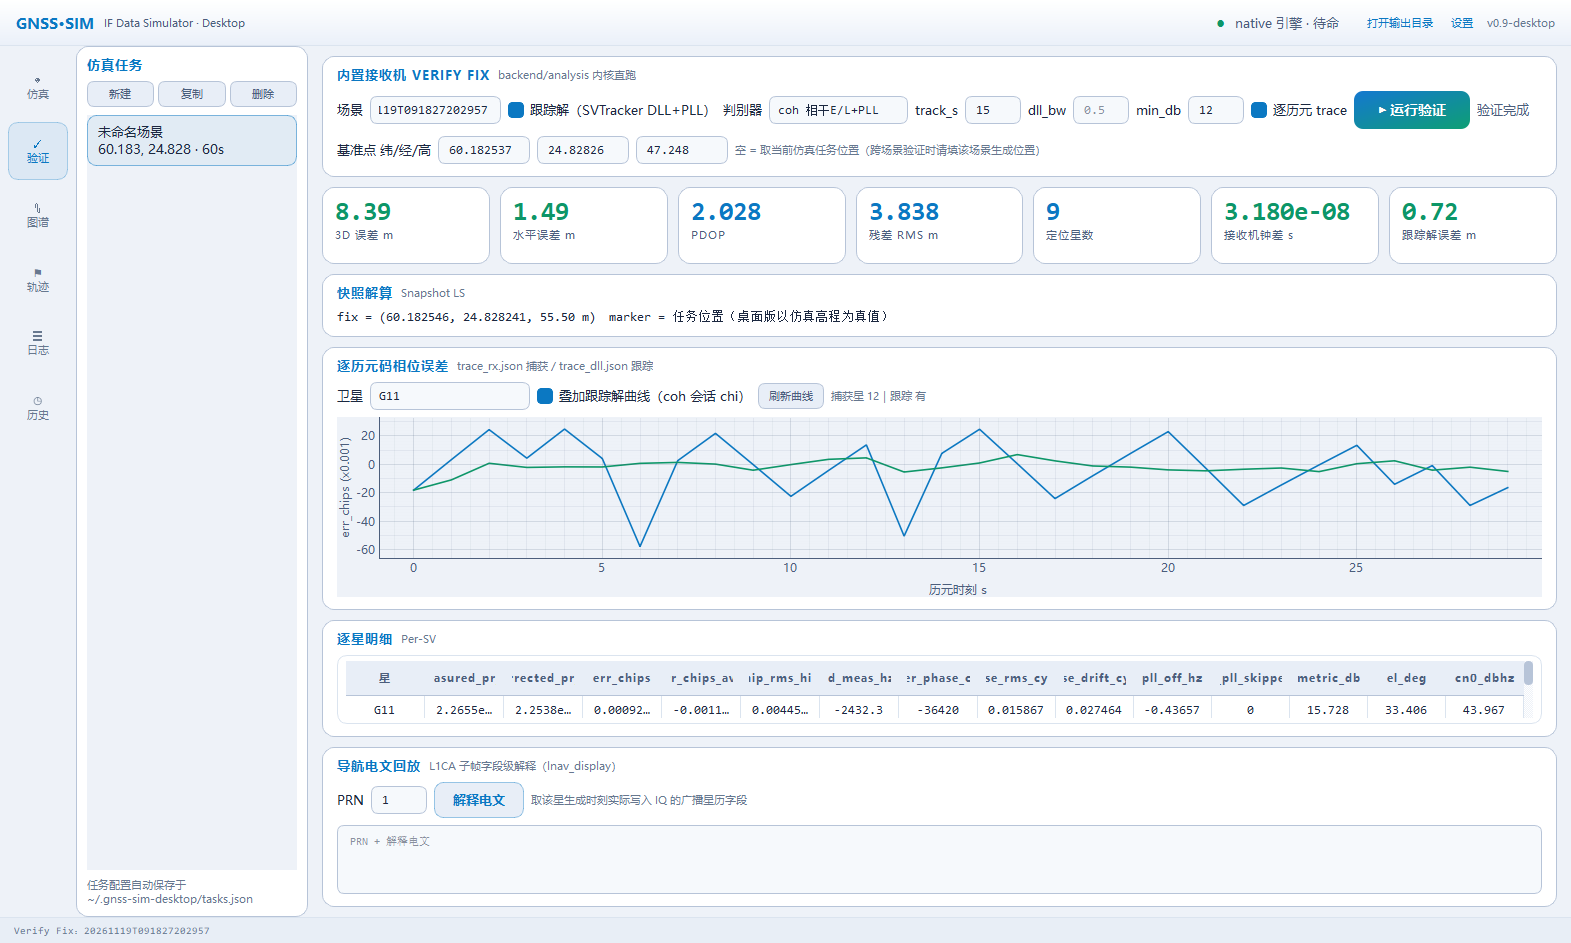 GNSS•SIM IF Data Simulator · Desktop
native 引擎 · 待命 打开输出目录 设置 v0.9-desktop
仿真
验证
图谱
轨迹
日志
历史
仿真任务
新建 复制 删除
未命名场景
60.183, 24.828 · 60s
任务配置自动保存于
~/.gnss-sim-desktop/tasks.json
内置接收机 VERIFY FIX backend/analysis 内核直跑
场景 l19T091827202957 跟踪解（SVTracker DLL+PLL） 判别器 coh 相干E/L+PLL track_s 15 dll_bw 0.5 min_db 12 逐历元 trace ▸ 运行验证 验证完成
基准点 纬/经/高 60.182537 24.82826 47.248 空 = 取当前仿真任务位置（跨场景验证时请填该场景生成位置）
8.39 1.49 2.028 3.838 9 3.180e-08 0.72
3D 误差 m 水平误差 m PDOP 残差 RMS m 定位星数 接收机钟差 s 跟踪解误差 m
快照解算 Snapshot LS
fix = (60.182546, 24.828241, 55.50 m) marker = 任务位置（桌面版以仿真高程为真值）
逐历元码相位误差 trace_rx.json 捕获 / trace_dll.json 跟踪
卫星 G11 叠加跟踪解曲线（coh 会话 chi） 刷新曲线 捕获星 12 | 跟踪 有
err_chips (x0.001)
20
0
-20
-40
-60
0 5 10 15 20 25
历元时刻 s
逐星明细 Per-SV
星 asured_pr rrected_pr err_chips r_chips_av hip_rms_hi d_meas_hz er_phase_c se_rms_cy se_drift_cy pll_off_hz pll_skippe metric_db el_deg cn0_dbhz
G11 2.2655e… 2.2538e… 0.00092… -0.0011… 0.00445… -2432.3 -36420 0.015867 0.027464 -0.43657 0 15.728 33.406 43.967
导航电文回放 L1CA 子帧字段级解释（lnav_display）
PRN 1 解释电文 取该星生成时刻实际写入 IQ 的广播星历字段
PRN + 解释电文
Verify Fix: 20261119T091827202957